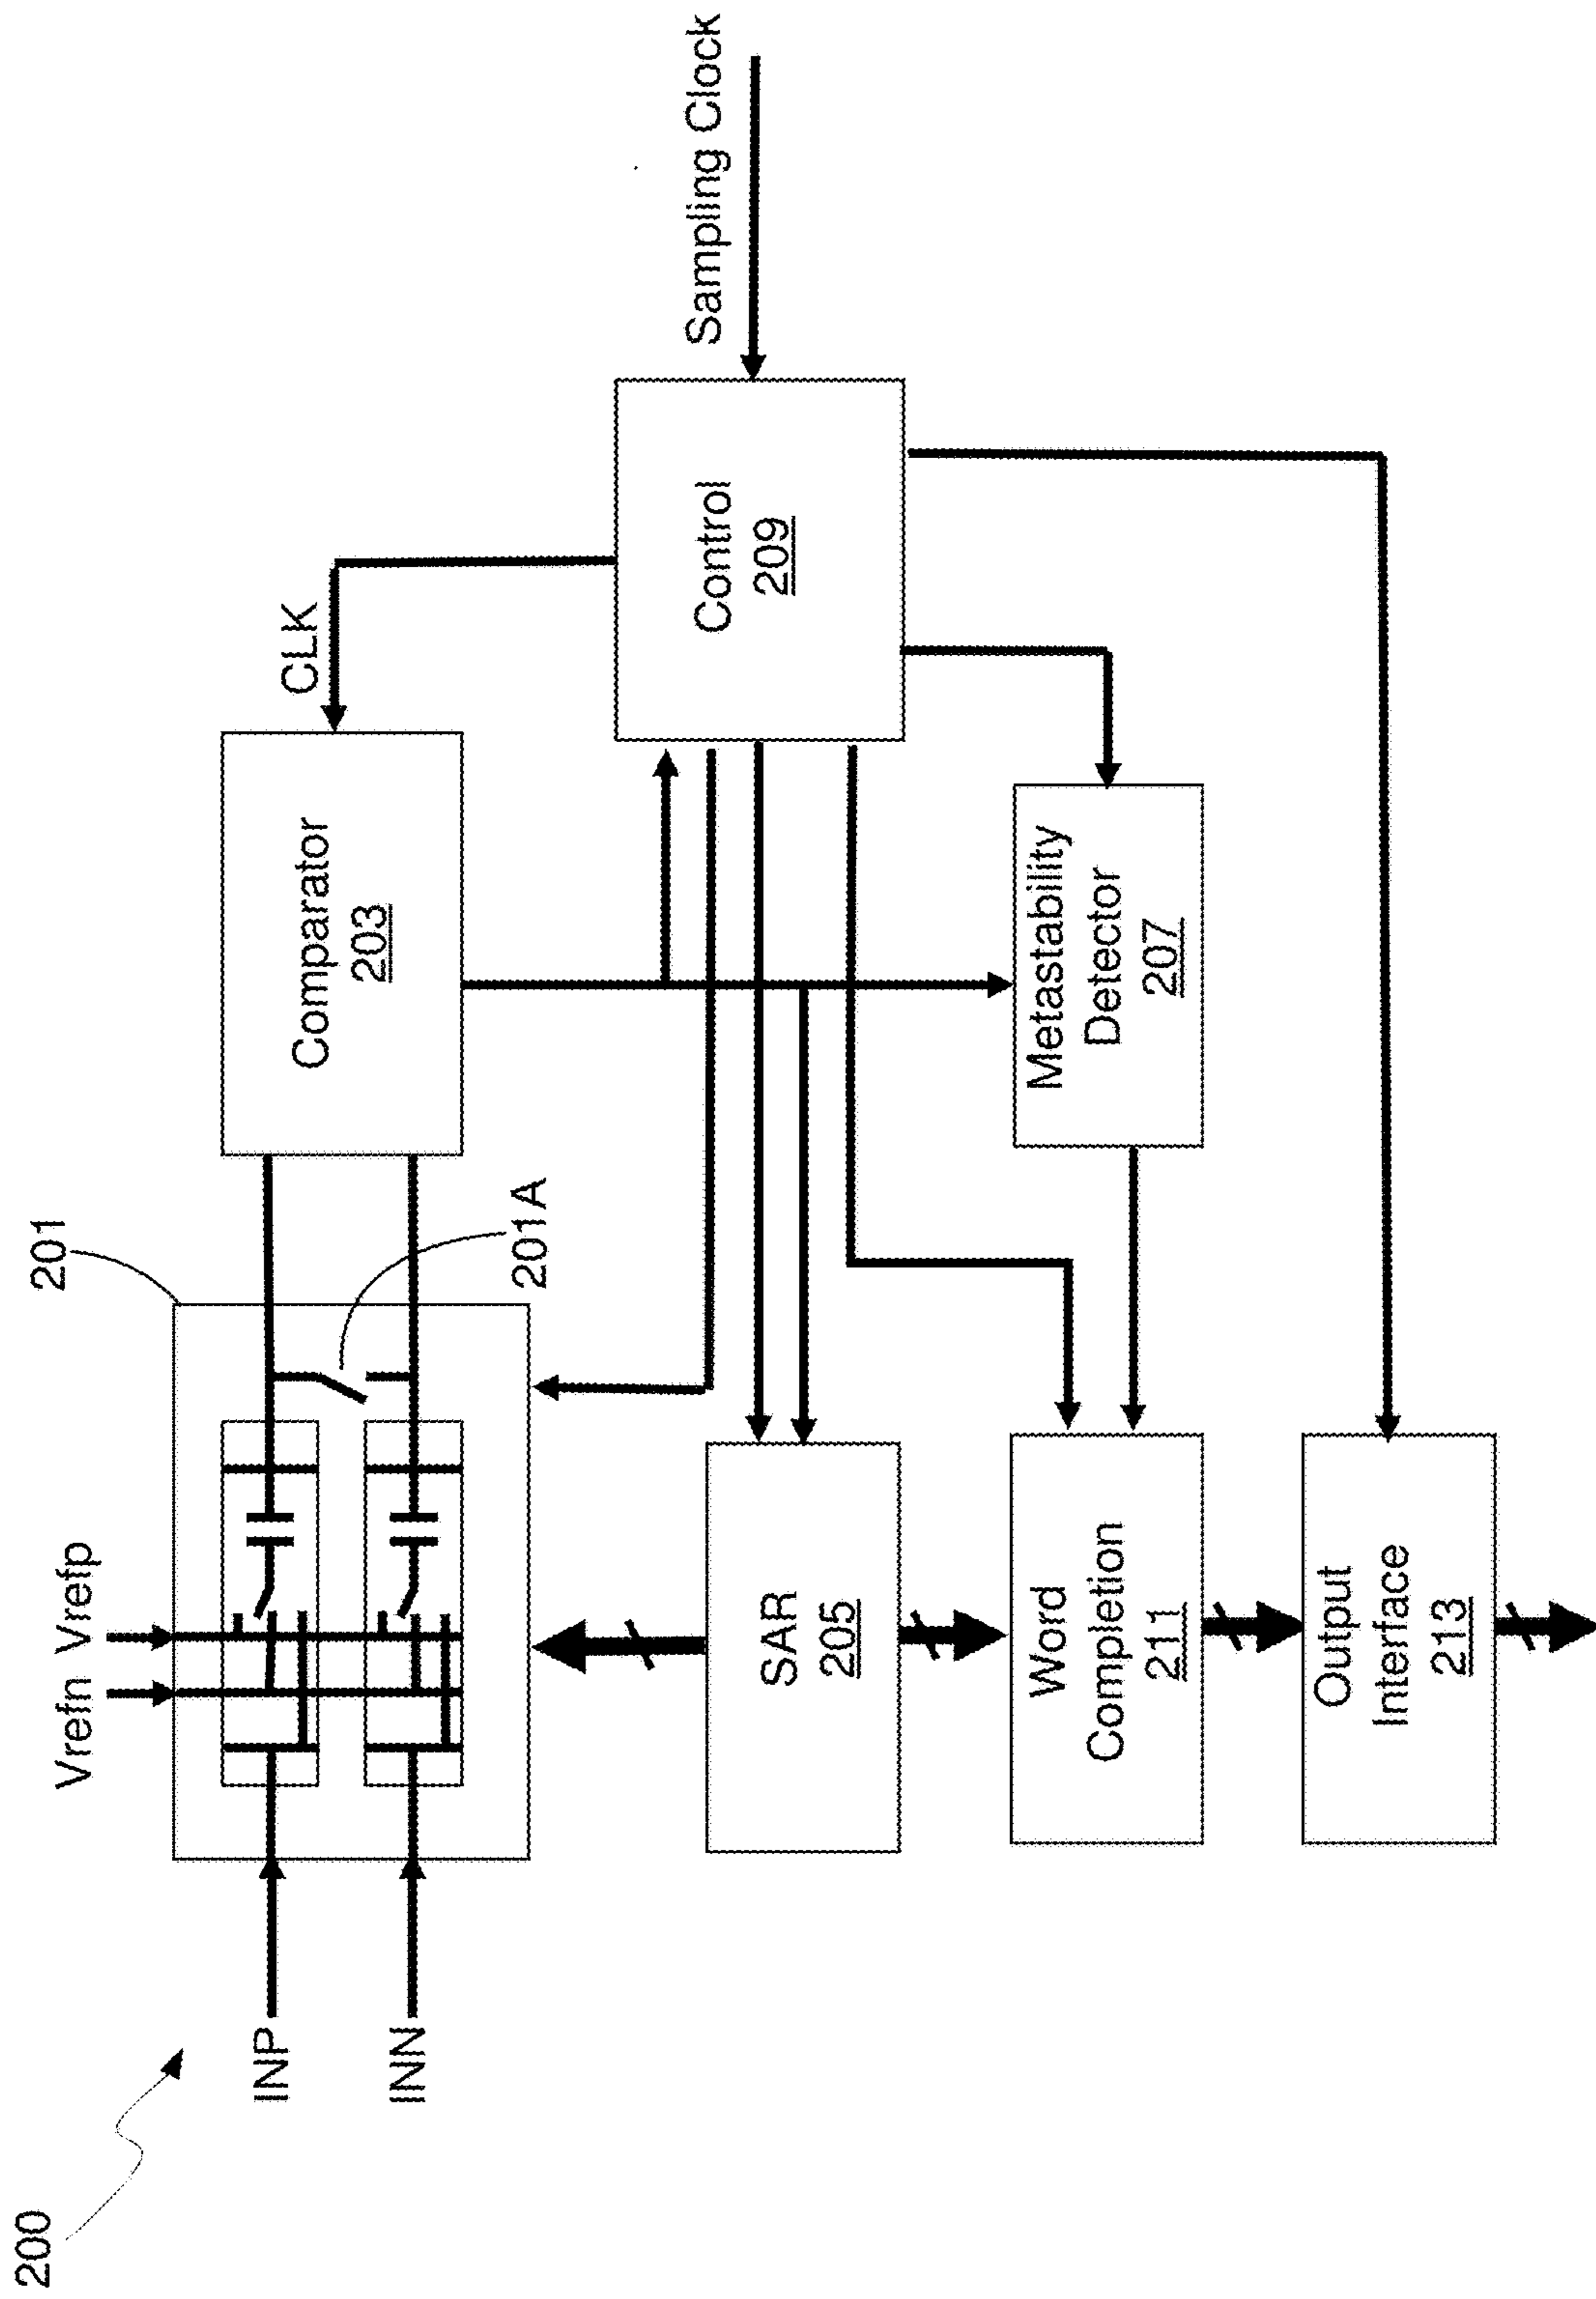 200
201
Vrefn Vrefp
INP
INN
201A
Comparator
203
CLK
Control
209
Sampling Clock
SAR
205
Metastability
Detector
207
Word
Completion
211
Output
Interface
213